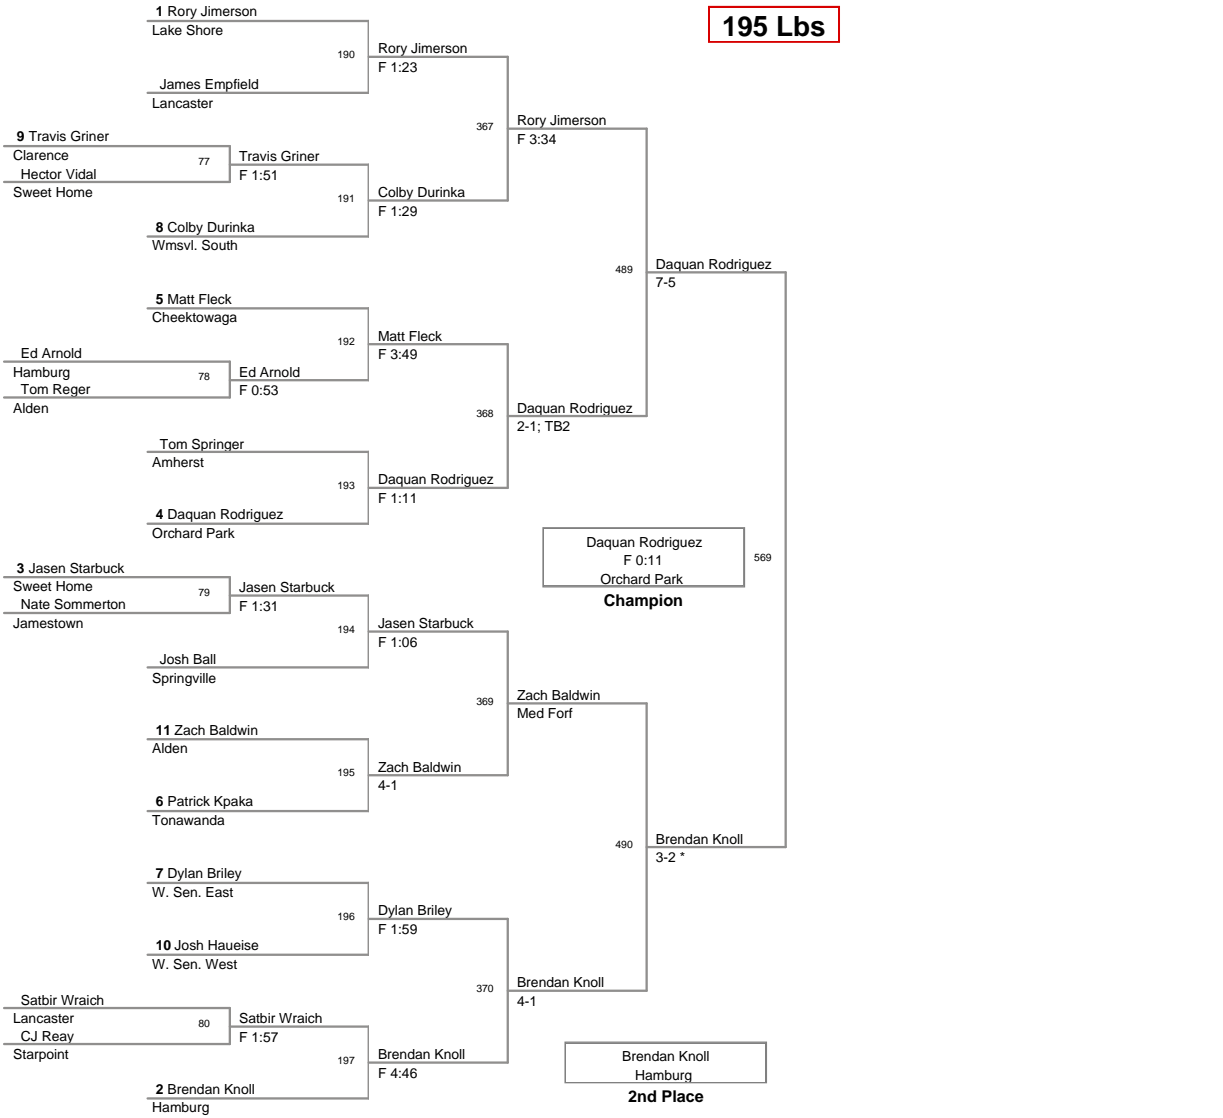 195 Lbs
1 Rory Jimerson
Lake Shore
190
Rory Jimerson
F 1:23
James Empfield
Lancaster
367
Rory Jimerson
F 3:34
9 Travis Griner
Clarence
77
Travis Griner
F 1:51
Hector Vidal
Sweet Home
191
Colby Durinka
F 1:29
8 Colby Durinka
Wmsvl. South
489
Daquan Rodriguez
7-5
5 Matt Fleck
Cheektowaga
192
Matt Fleck
F 3:49
Ed Arnold
Hamburg
78
Ed Arnold
F 0:53
Tom Reger
Alden
368
Daquan Rodriguez
2-1; TB2
Tom Springer
Amherst
193
Daquan Rodriguez
F 1:11
4 Daquan Rodriguez
Orchard Park
Daquan Rodriguez
F 0:11
Orchard Park
569
Champion
3 Jasen Starbuck
Sweet Home
79
Jasen Starbuck
F 1:31
Nate Sommerton
Jamestown
194
Jasen Starbuck
F 1:06
Josh Ball
Springville
369
Zach Baldwin
Med Forf
11 Zach Baldwin
Alden
195
Zach Baldwin
4-1
6 Patrick Kpaka
Tonawanda
490
Brendan Knoll
3-2 *
7 Dylan Briley
W. Sen. East
196
Dylan Briley
F 1:59
10 Josh Haueise
W. Sen. West
370
Brendan Knoll
4-1
Satbir Wraich
Lancaster
80
Satbir Wraich
F 1:57
CJ Reay
Starpoint
197
Brendan Knoll
F 4:46
2 Brendan Knoll
Hamburg
Brendan Knoll
Hamburg
2nd Place